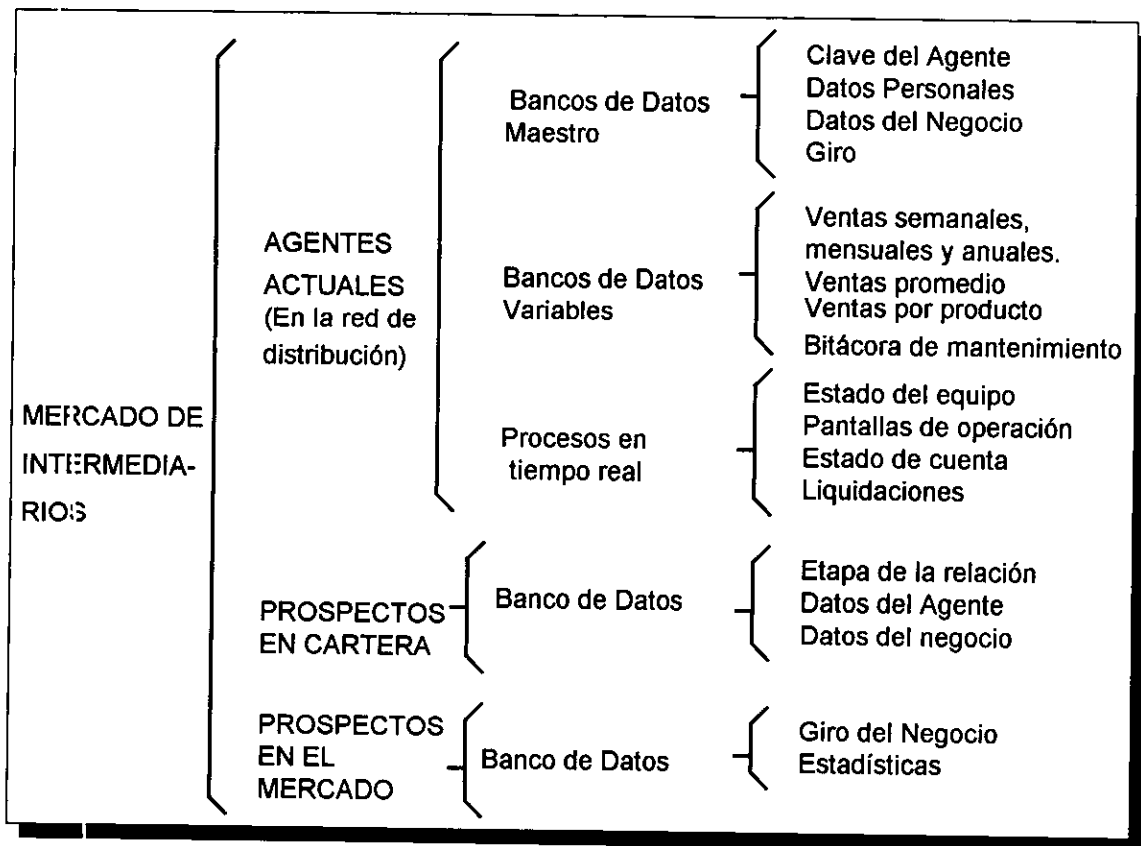 MERCADO DE
INTERMEDIA-
RIOS
AGENTES
ACTUALES
(En la red de
distribución)
Bancos de Datos
Maestro
Clave del Agente
Datos Personales
Datos del Negocio
Giro
Bancos de Datos
Variables
Ventas semanales,
mensuales y anuales.
Ventas promedio
Ventas por producto
Bitácora de mantenimiento
Procesos en
tiempo real
Estado del equipo
Pantallas de operación
Estado de cuenta
Liquidaciones
PROSPECTOS
EN CARTERA
Banco de Datos
Etapa de la relación
Datos del Agente
Datos del negocio
PROSPECTOS
EN EL
MERCADO
Banco de Datos
Giro del Negocio
Estadísticas